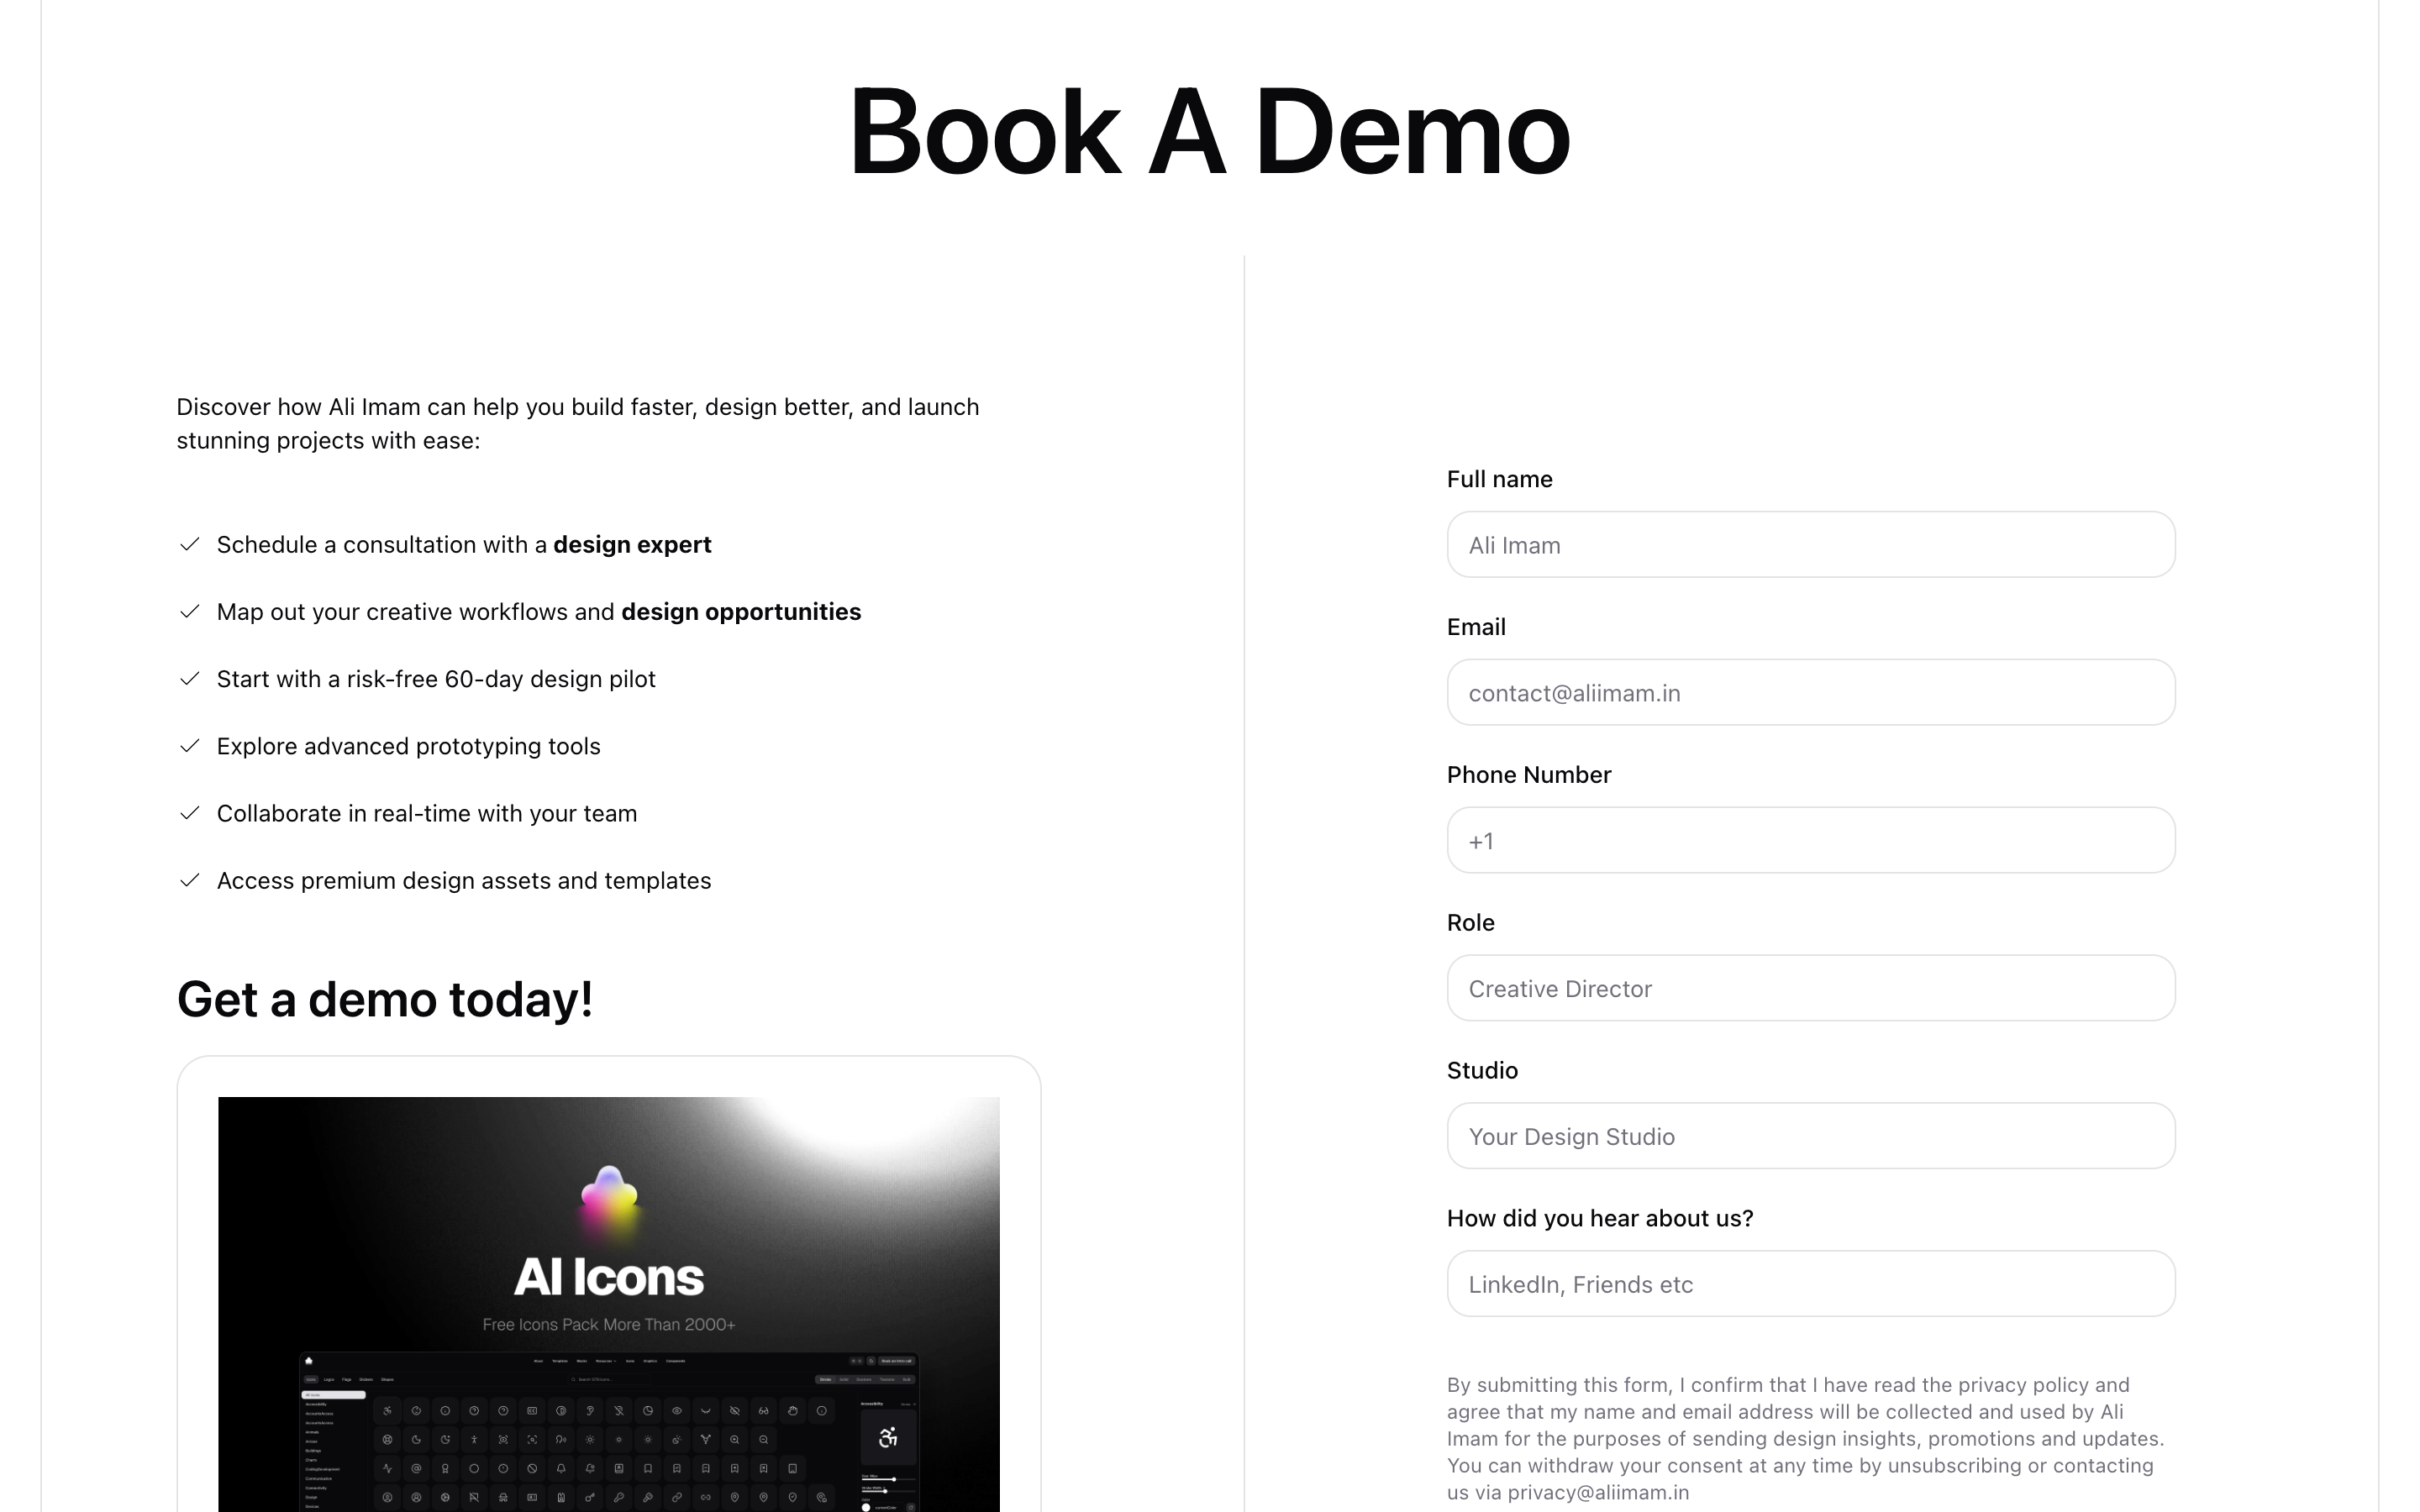 Book A Demo
Discover how Ali Imam can help you build faster, design better, and launch
stunning projects with ease:
Schedule a consultation with a design expert
Map out your creative workflows and design opportunities
Start with a risk-free 60-day design pilot
Explore advanced prototyping tools
Collaborate in real-time with your team
Access premium design assets and templates
Get a demo today!
AI Icons
Free Icons Pack More Than 2000+
Full name
Ali Imam
Email
contact@aliimam.in
Phone Number
+1
Role
Creative Director
Studio
Your Design Studio
How did you hear about us?
LinkedIn, Friends etc
By submitting this form, I confirm that I have read the privacy policy and
agree that my name and email address will be collected and used by Ali
Imam for the purposes of sending design insights, promotions and updates.
You can withdraw your consent at any time by unsubscribing or contacting
us via privacy@aliimam.in